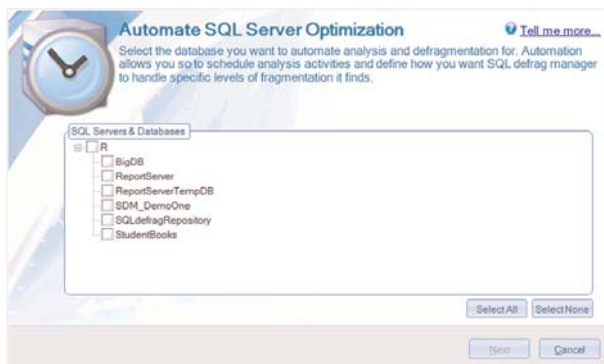 Automate SQL Server Optimization
Tell me more...
Select the database you want to automate analysis and defragmentation for. Automation
allows you so to schedule analysis activities and define how you want SQL defrag manager
to handle specific levels of fragmentation it finds.
SQL Servers & Databases
R
BigDB
ReportServer
ReportServerTempDB
SDM_DemoOne
SQLdefragRepository
StudentBooks
Select All
Select None
Next
Cancel